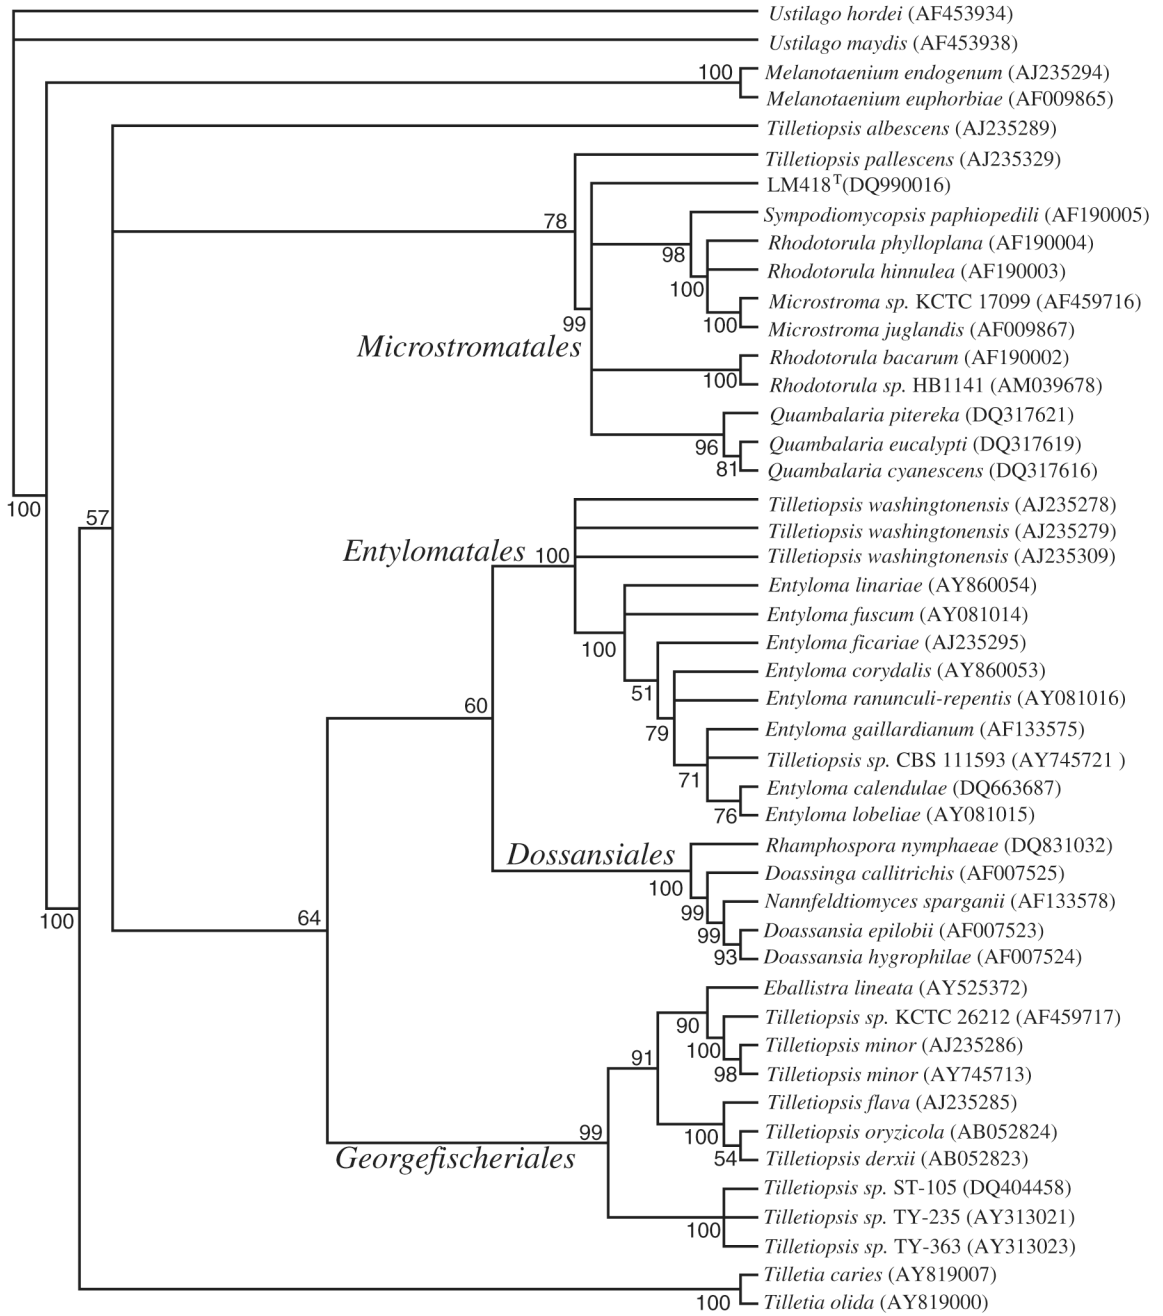 Ustilago hordei (AF453934)
Ustilago maydis (AF453938)
100 Melanotaenium endogenum (AJ235294)
Melanotaenium euphorbiae (AF009865)
Tilletiopsis albescens (AJ235289)
Tilletiopsis pallescens (AJ235329)
LM418T(DQ990016)
78
Sympodiomycopsis paphiopedili (AF190005)
Rhodotorula phylloplana (AF190004)
98
Rhodotorula hinnulea (AF190003)
100
Microstroma sp. KCTC 17099 (AF459716)
99 100
Microstroma juglandis (AF009867)
Microstromatales
Rhodotorula bacarum (AF190002)
100
Rhodotorula sp. HB1141 (AM039678)
Quambalaria pitereka (DQ317621)
96 Quambalaria eucalypti (DQ317619)
81 Quambalaria cyanescens (DQ317616)
Tilletiopsis washingtonensis (AJ235278)
100
57
Tilletiopsis washingtonensis (AJ235279)
Entylomatales 100 Tilletiopsis washingtonensis (AJ235309)
Entyloma linariae (AY860054)
Entyloma fuscum (AY081014)
Entyloma ficariae (AJ235295)
100
Entyloma corydalis (AY860053)
51
Entyloma ranunculi-repentis (AY081016)
60
Entyloma gaillardianum (AF133575)
79
Tilletiopsis sp. CBS 111593 (AY745721 )
71
Entyloma calendulae (DQ663687)
76 Entyloma lobeliae (AY081015)
Rhamphospora nymphaeae (DQ831032)
Dossansiales
Doassinga callitrichis (AF007525)
100
Nannfeldtiomyces sparganii (AF133578)
99
64
100
Doassansia epilobii (AF007523)
99
93 Doassansia hygrophilae (AF007524)
Eballistra lineata (AY525372)
Tilletiopsis sp. KCTC 26212 (AF459717)
90
Tilletiopsis minor (AJ235286)
100
91
98 Tilletiopsis minor (AY745713)
Tilletiopsis flava (AJ235285)
99 100 Tilletiopsis oryzicola (AB052824)
Georgefischeriales 54 Tilletiopsis derxii (AB052823)
Tilletiopsis sp. ST-105 (DQ404458)
Tilletiopsis sp. TY-235 (AY313021)
100
Tilletiopsis sp. TY-363 (AY313023)
Tilletia caries (AY819007)
100 Tilletia olida (AY819000)